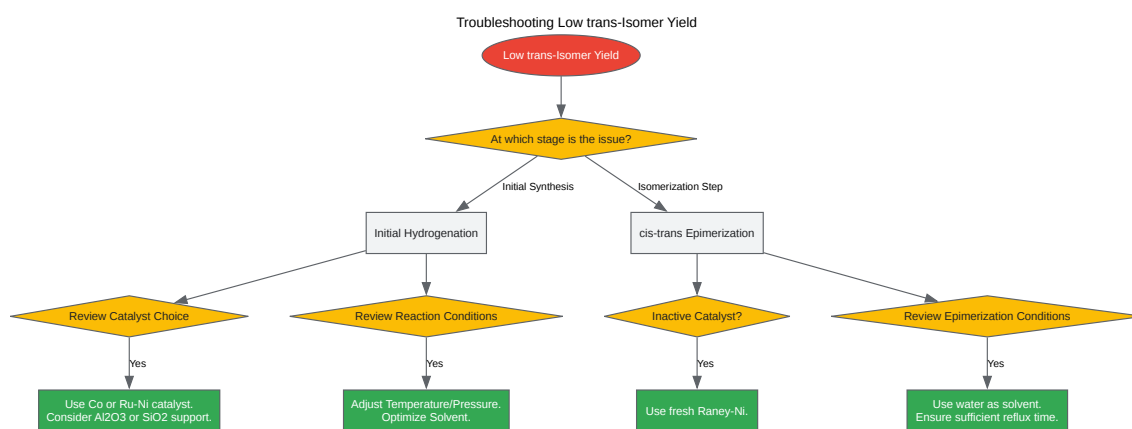 Troubleshooting Low trans-Isomer Yield
Low trans-Isomer Yield
At which stage is the issue?
Initial Synthesis
Isomerization Step
Initial Hydrogenation
cis-trans Epimerization
Review Catalyst Choice
Review Reaction Conditions
Inactive Catalyst?
Review Epimerization Conditions
Yes
Yes
Yes
Yes
Use Co or Ru-Ni catalyst.
Consider Al2O3 or SiO2 support.
Adjust Temperature/Pressure.
Optimize Solvent.
Use fresh Raney-Ni.
Use water as solvent.
Ensure sufficient reflux time.